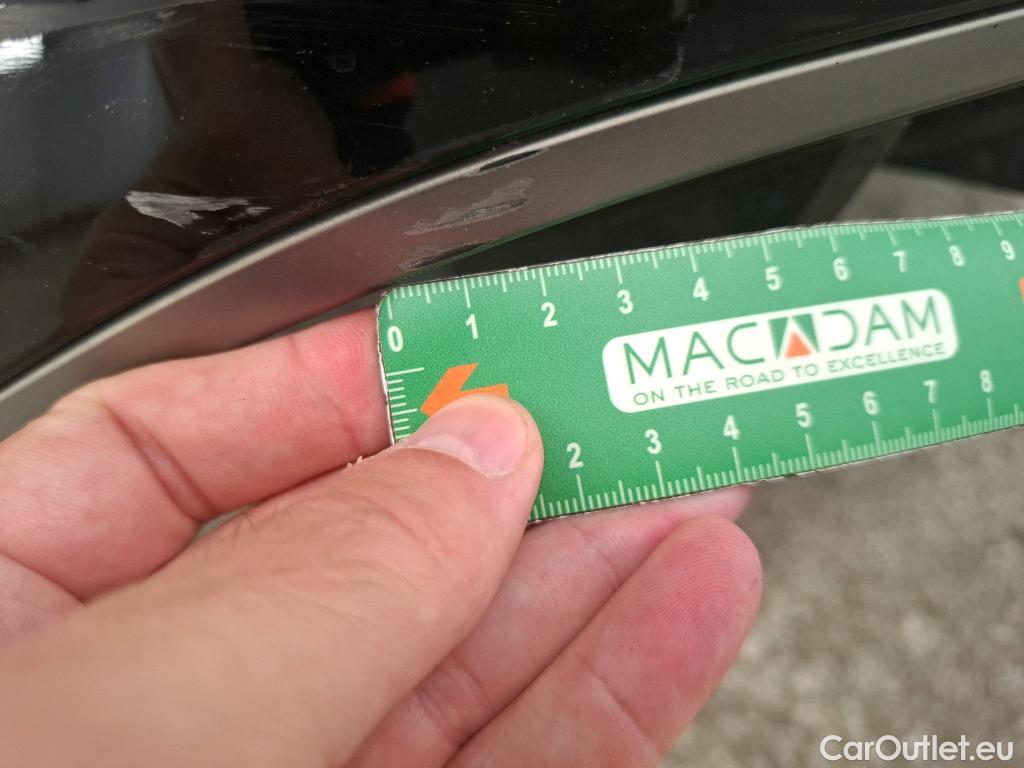 0 1 2 3 4 5 6 7 8 9
MACADAM
ON THE ROAD TO EXCELLENCE
2 3 4 5 6 7 8
CarOutlet.eu